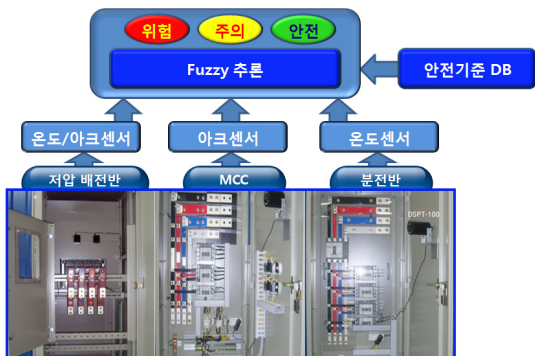 위험 주의 안전
Fuzzy 추론
안전기준 DB
온도/아크센서 아크센서 온도센서
저압 배전반 MCC 분전반
DSPT-100